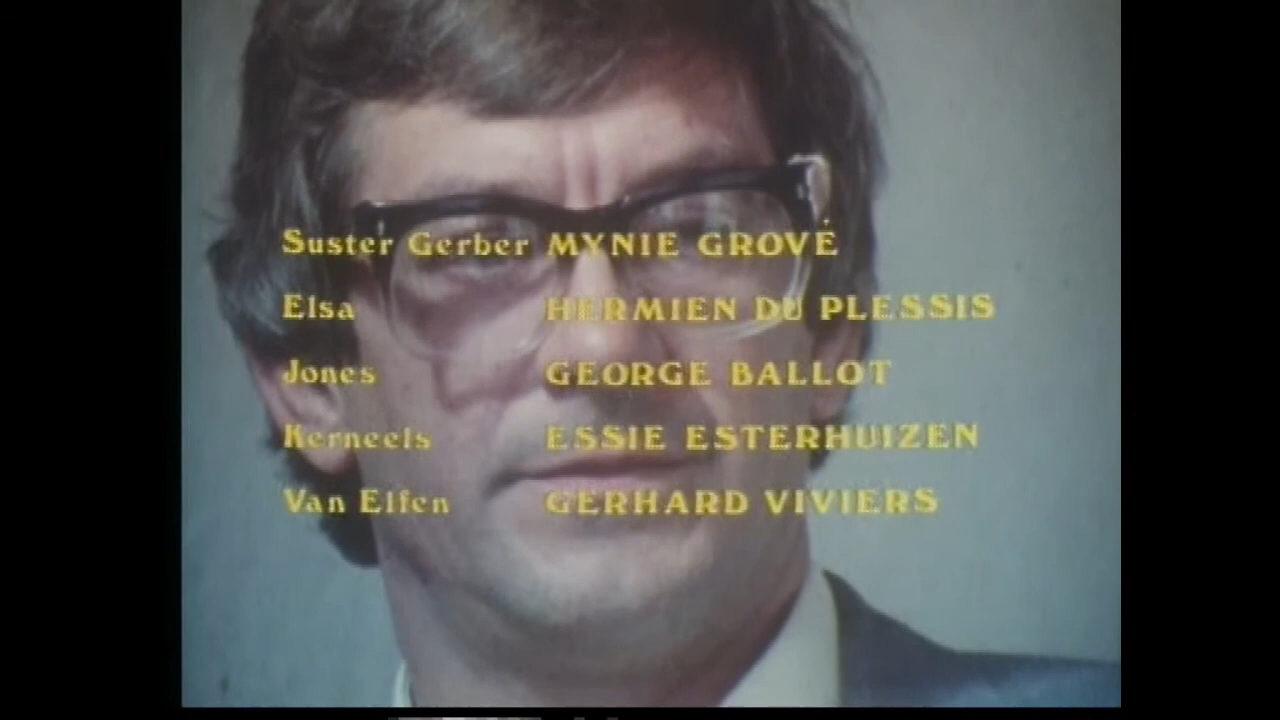 Suster Gerber MYNIE GROVÉ
Elsa HERMIEN DU PLESSIS
Jones GEORGE BALLOT
Kerneels ESSIE ESTERHUIZEN
Van Elfen GERHARD VIVIERS